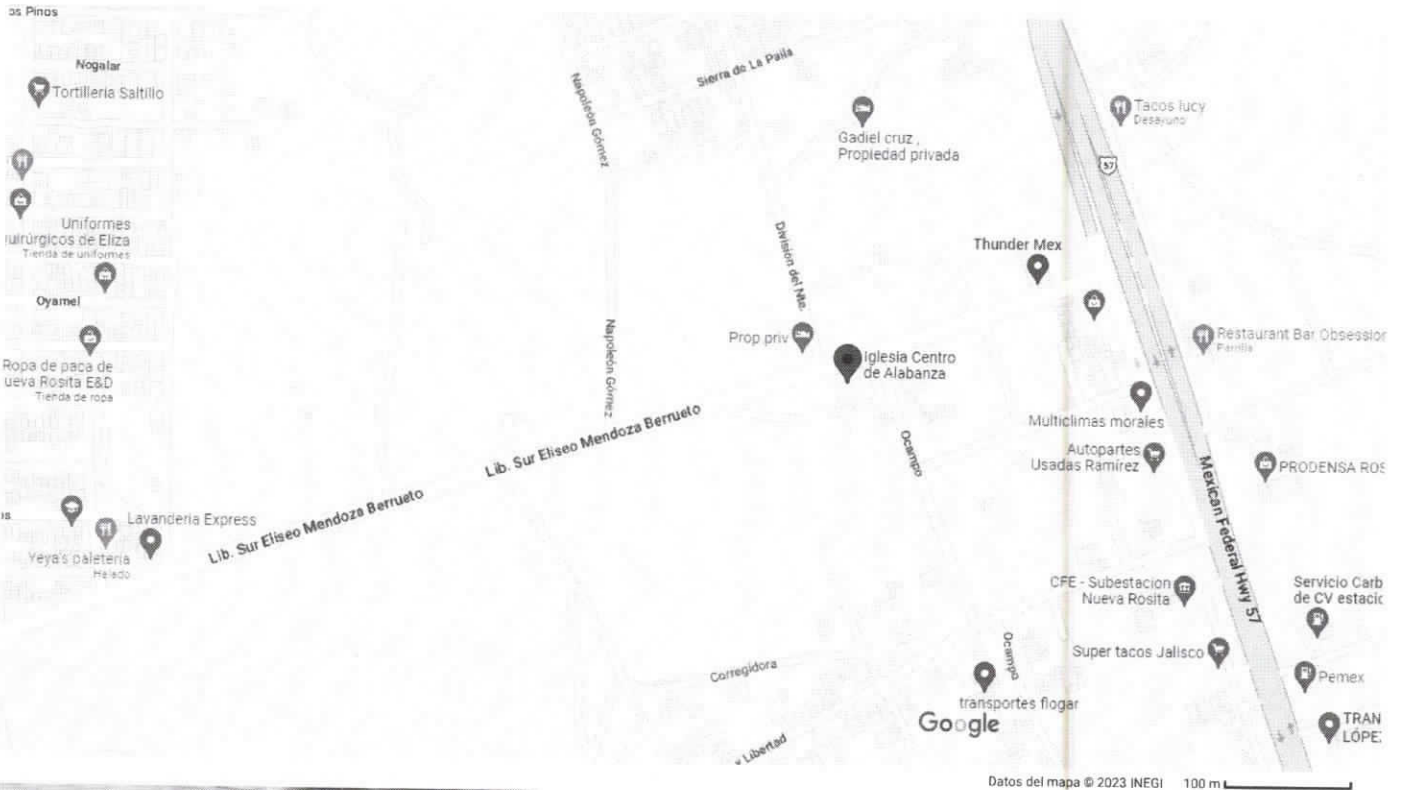 os Pinos
Nogalar
Tortilleria Saltillo
Uniformes
uirúrgicos de Eliza
Tienda de uniformes
Oyamel
Ropa de paca de
ueva Rosita E&D
Tienda de ropa
Lavanderia Express
Yeya's paletería
Helado
Lib. Sur Eliseo Mendoza Berrueto
Lib. Sur Eliseo Mendoza Berrueto
Napoleón Gómez
Napoleón Gómez
Sierra de La Paila
Gadiel cruz ,
Propiedad privada
División del Nte.
Prop priv
Iglesia Centro
de Alabanza
Ocampo
Ocampo
Corregidora
Libertad
transportes flogar
Google
Tacos lucy
Desayuno
57
Thunder Mex
Restaurant Bar Obsession
Parrilla
Multiclimas morales
Autopartes
Usadas Ramírez
Mexican Federal Hwy 57
PRODENSA ROS
CFE - Subestacion
Nueva Rosita
Servicio Carb
de CV estacic
Super tacos Jalisco
Pemex
TRAN
LÓPEZ
Datos del mapa © 2023 INEGI 100 m